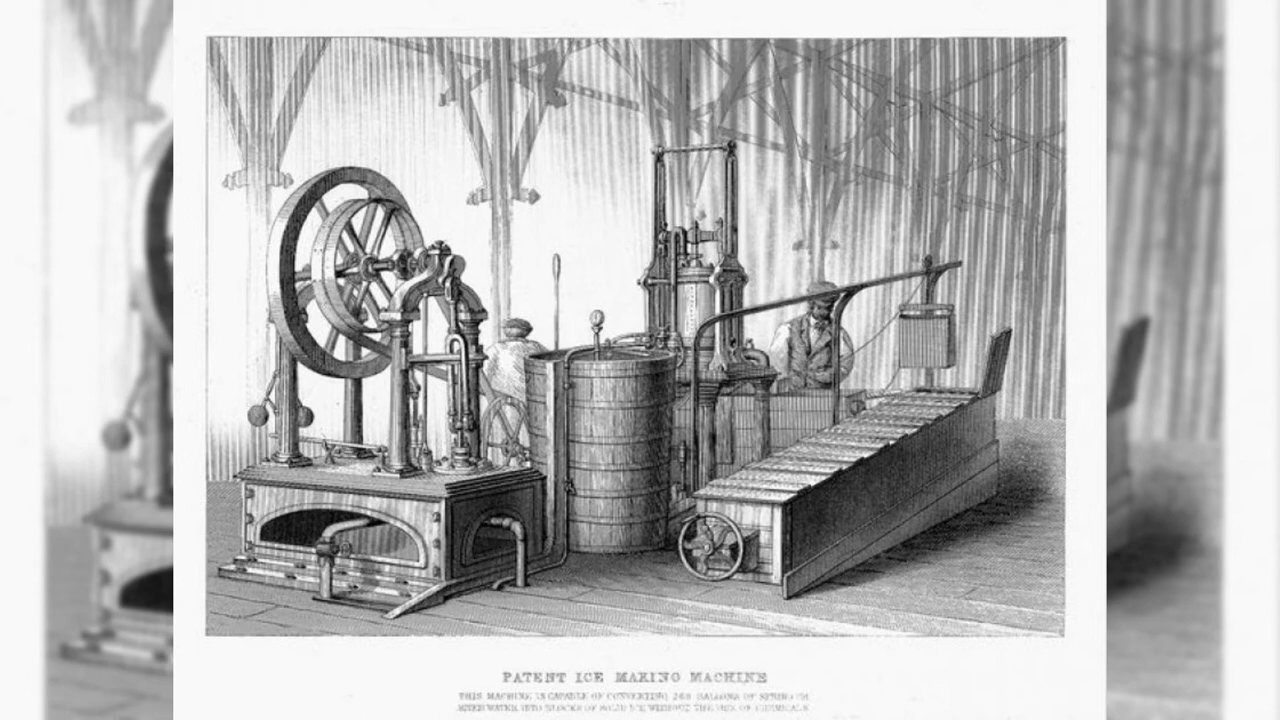 PATENT ICE MAKING MACHINE
THIS MACHINE IS CAPABLE OF CONVERTING GALLONS OF SPRING OR
WATER INTO BLOCKS OF SOLID ICE WITHOUT THE USE OF CHEMICALS